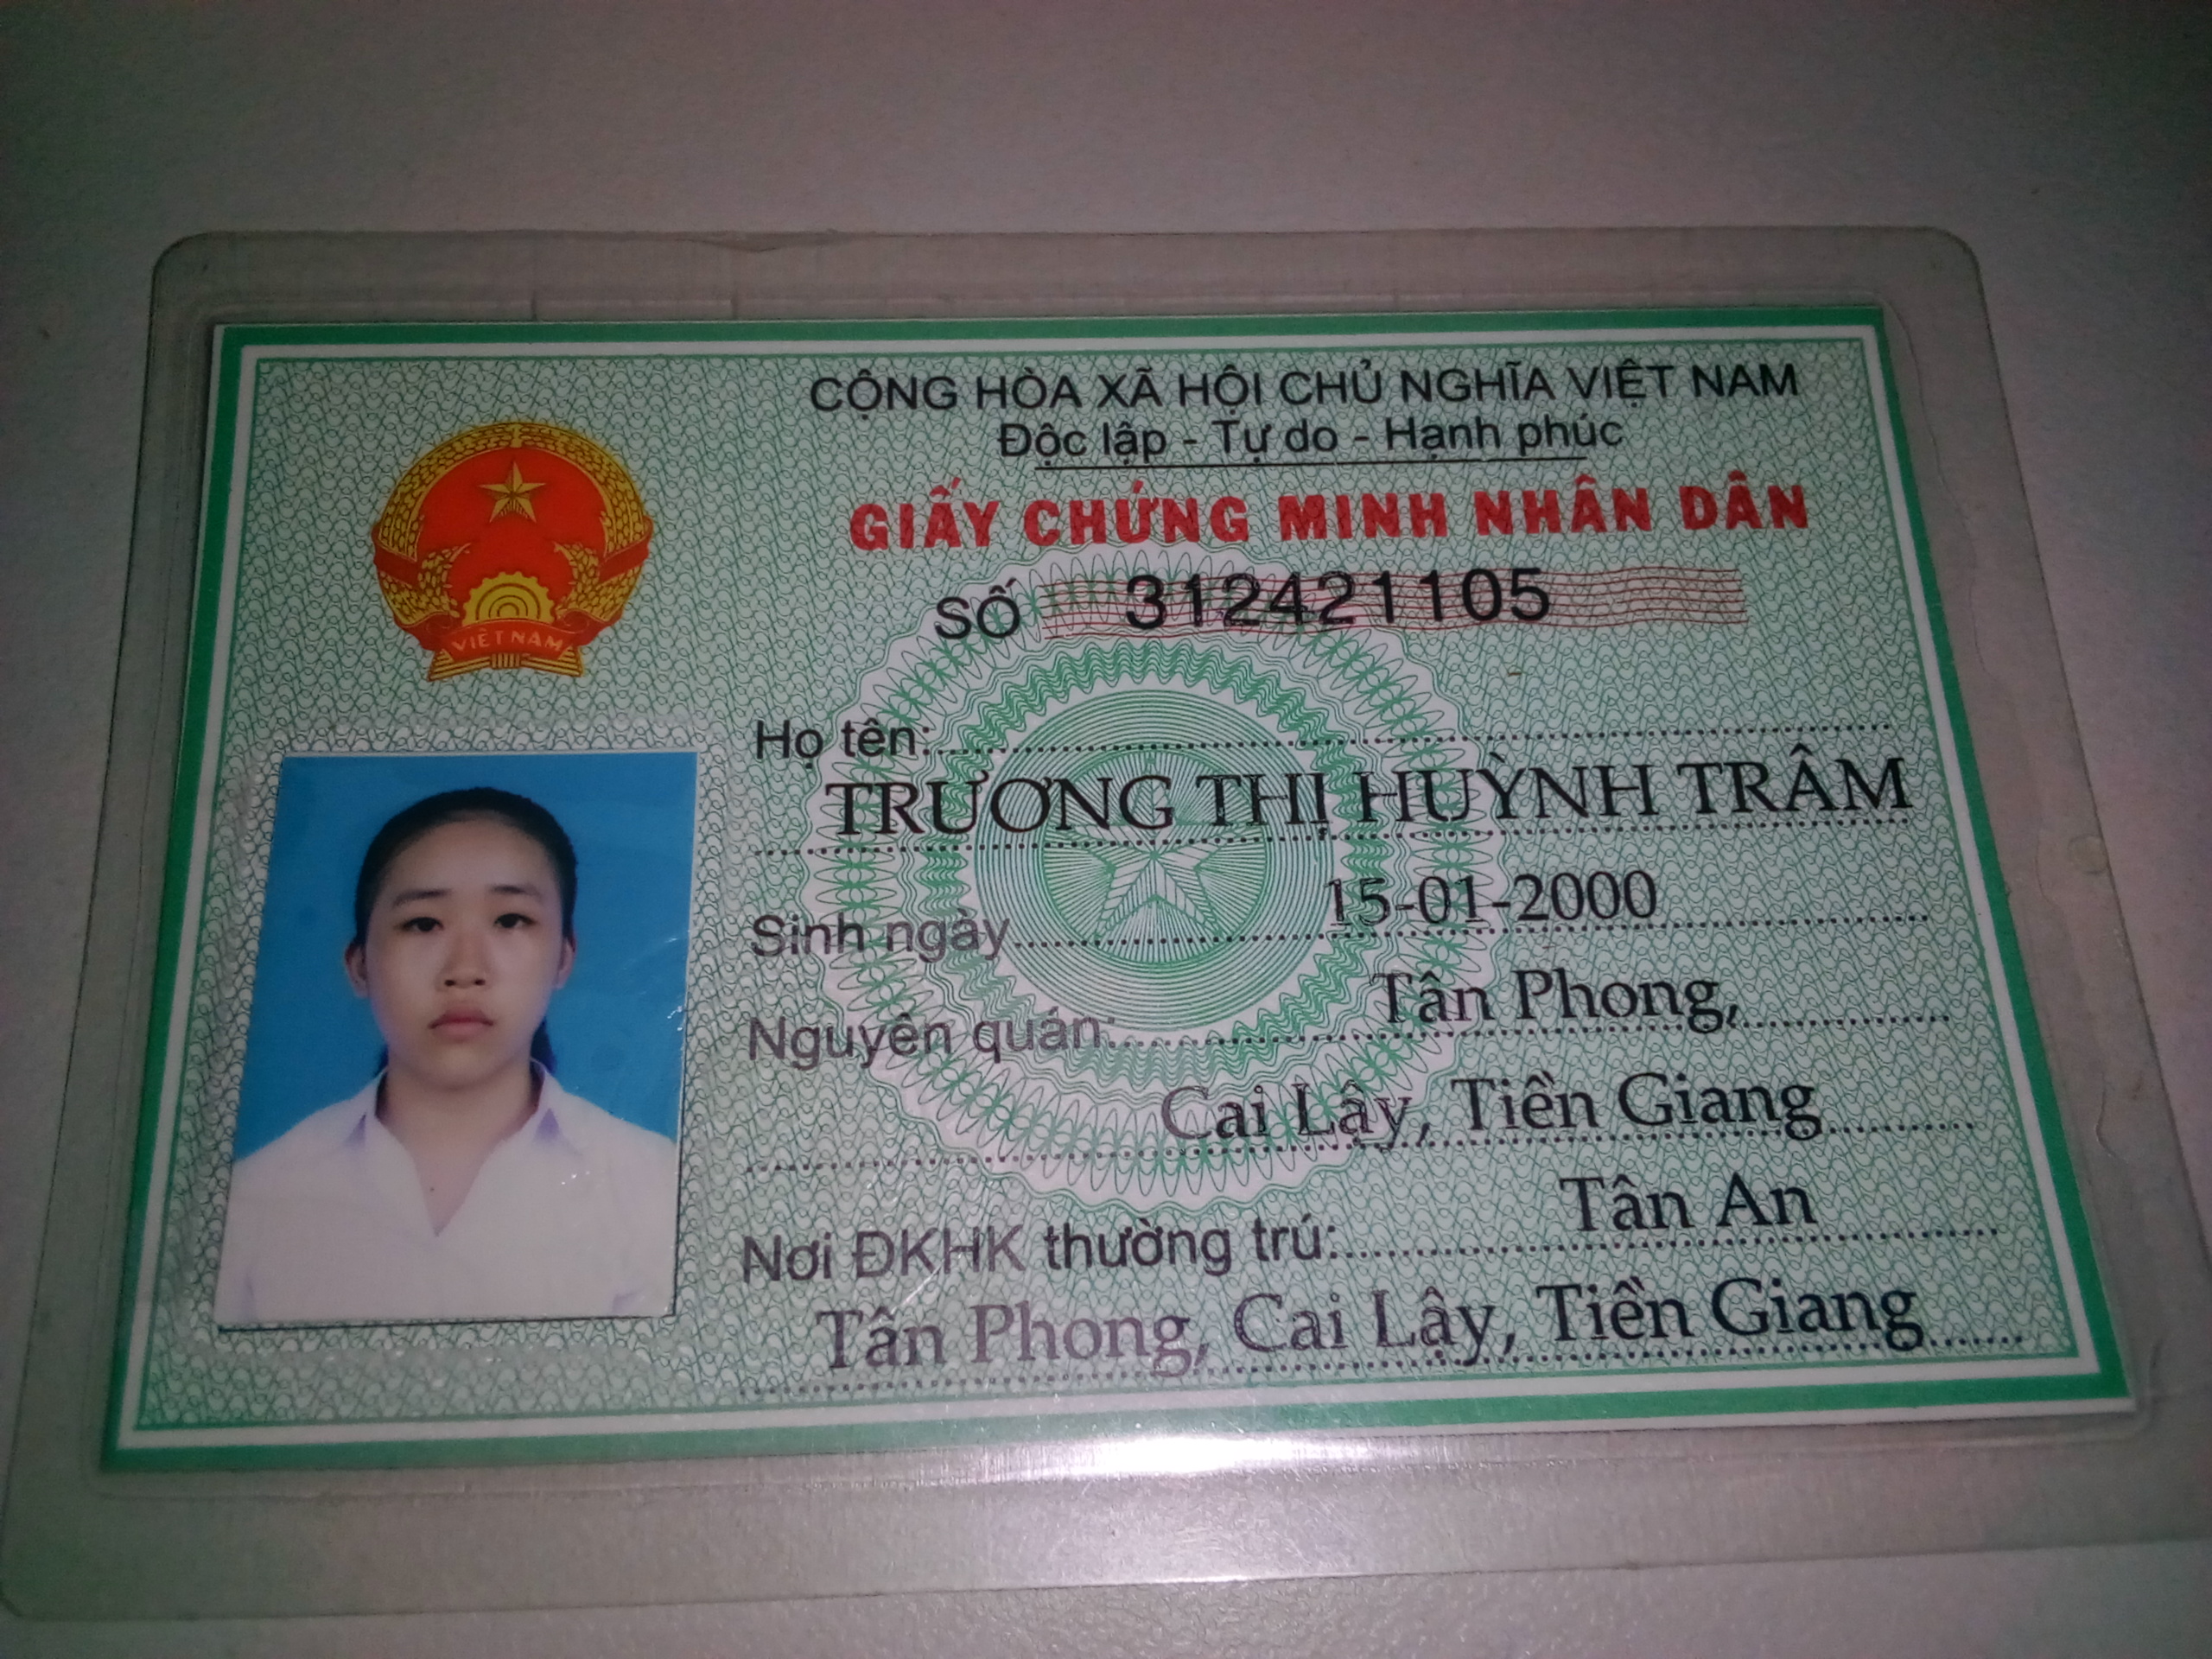 CỘNG HÒA XÃ HỘI CHỦ NGHĨA VIỆT NAM
Độc lập - Tự do - Hạnh phúc
GIẤY CHỨNG MINH NHÂN DÂN
SỐ 312421105
VIỆT NAM
Họ tên:
TRƯƠNG THỊ HUỲNH TRÂM
Sinh ngày 15-01-2000
Nguyên quán: Tân Phong,
Cai Lậy, Tiền Giang
Nơi ĐKHK thường trú: Tân An
Tân Phong, Cai Lậy, Tiền Giang